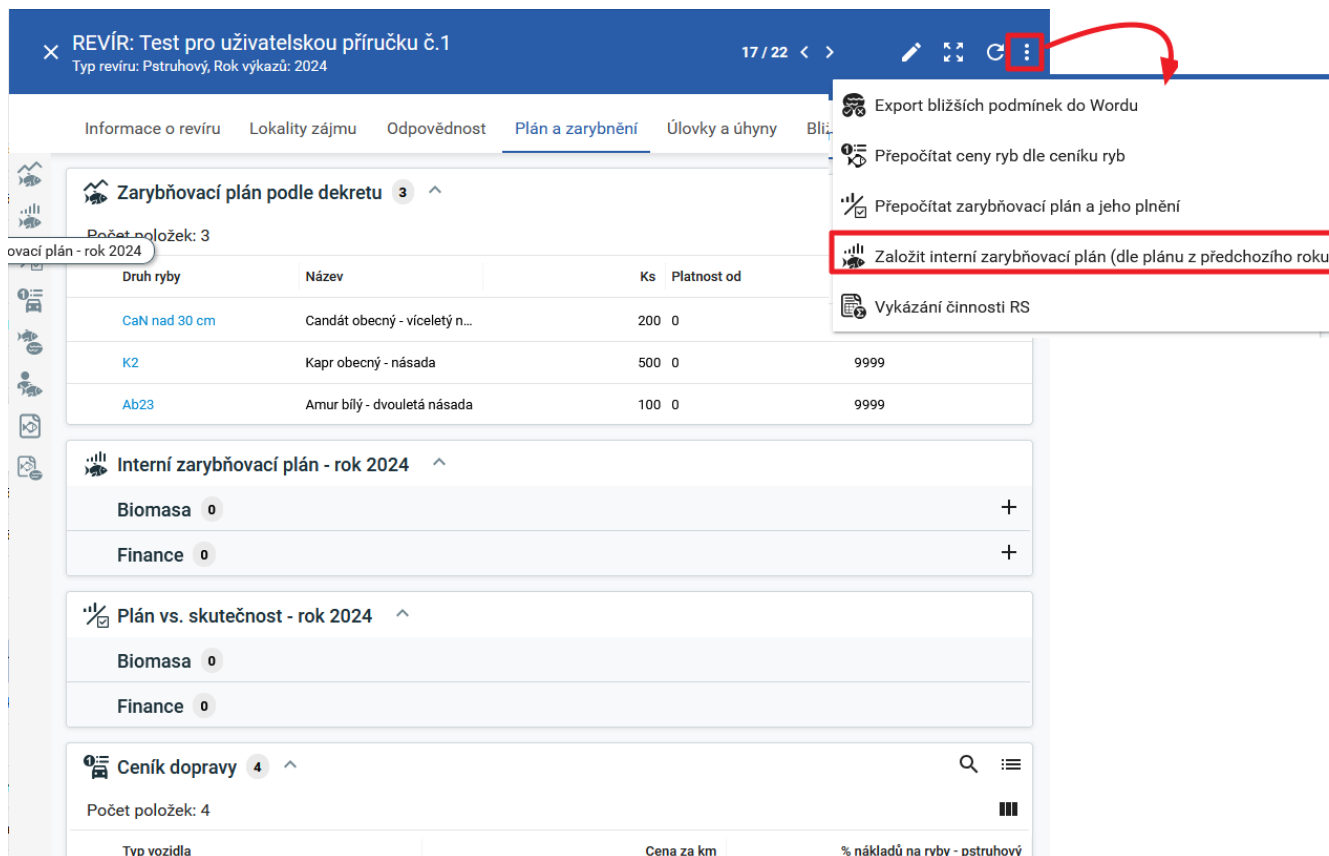 REVÍR: Test pro uživatelskou příručku č.1
Typ revíru: Pstruhový, Rok výkazů: 2024
17 / 22
Export bližších podmínek do Wordu
Přepočítat ceny ryb dle ceníku ryb
Přepočítat zarybňovací plán a jeho plnění
Založit interní zarybňovací plán (dle plánu z předchozího roku
Vykázání činnosti RS
Informace o revíru Lokality zájmu Odpovědnost Plán a zarybnění Úlovky a úhyny
Zarybňovací plán podle dekretu 3
Počet položek: 3
ovací plán - rok 2024
Druh ryby Název Ks Platnost od
CaN nad 30 cm Candát obecný - víceletý n... 200 0
K2 Kapr obecný - násada 500 0 9999
Ab23 Amur bílý - dvouletá násada 100 0 9999
Interní zarybňovací plán - rok 2024
Biomasa 0
Finance 0
Plán vs. skutečnost - rok 2024
Biomasa 0
Finance 0
Ceník dopravy 4
Počet položek: 4
Typ vozidla Cena za km % nákladů na ryby - pstruhový